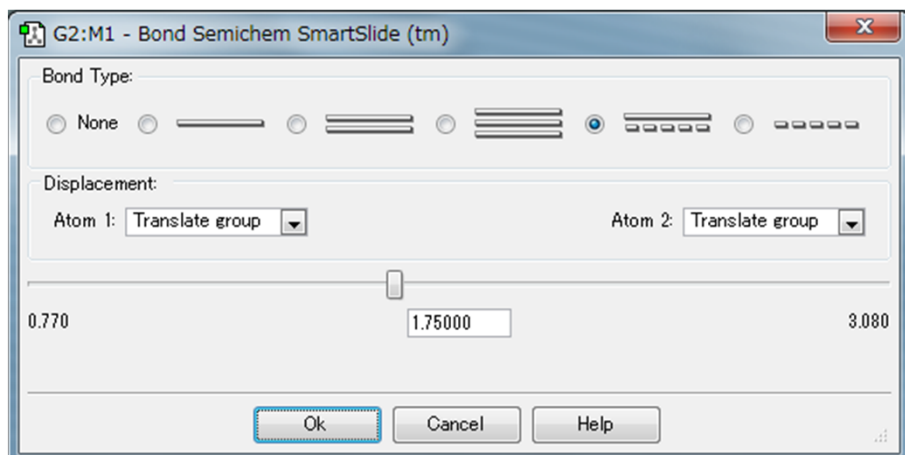 G2:M1 - Bond Semichem SmartSlide (tm)
Bond Type:
None
Displacement:
Atom 1: Translate group
Atom 2: Translate group
0.770
1.75000
3.080
Ok
Cancel
Help